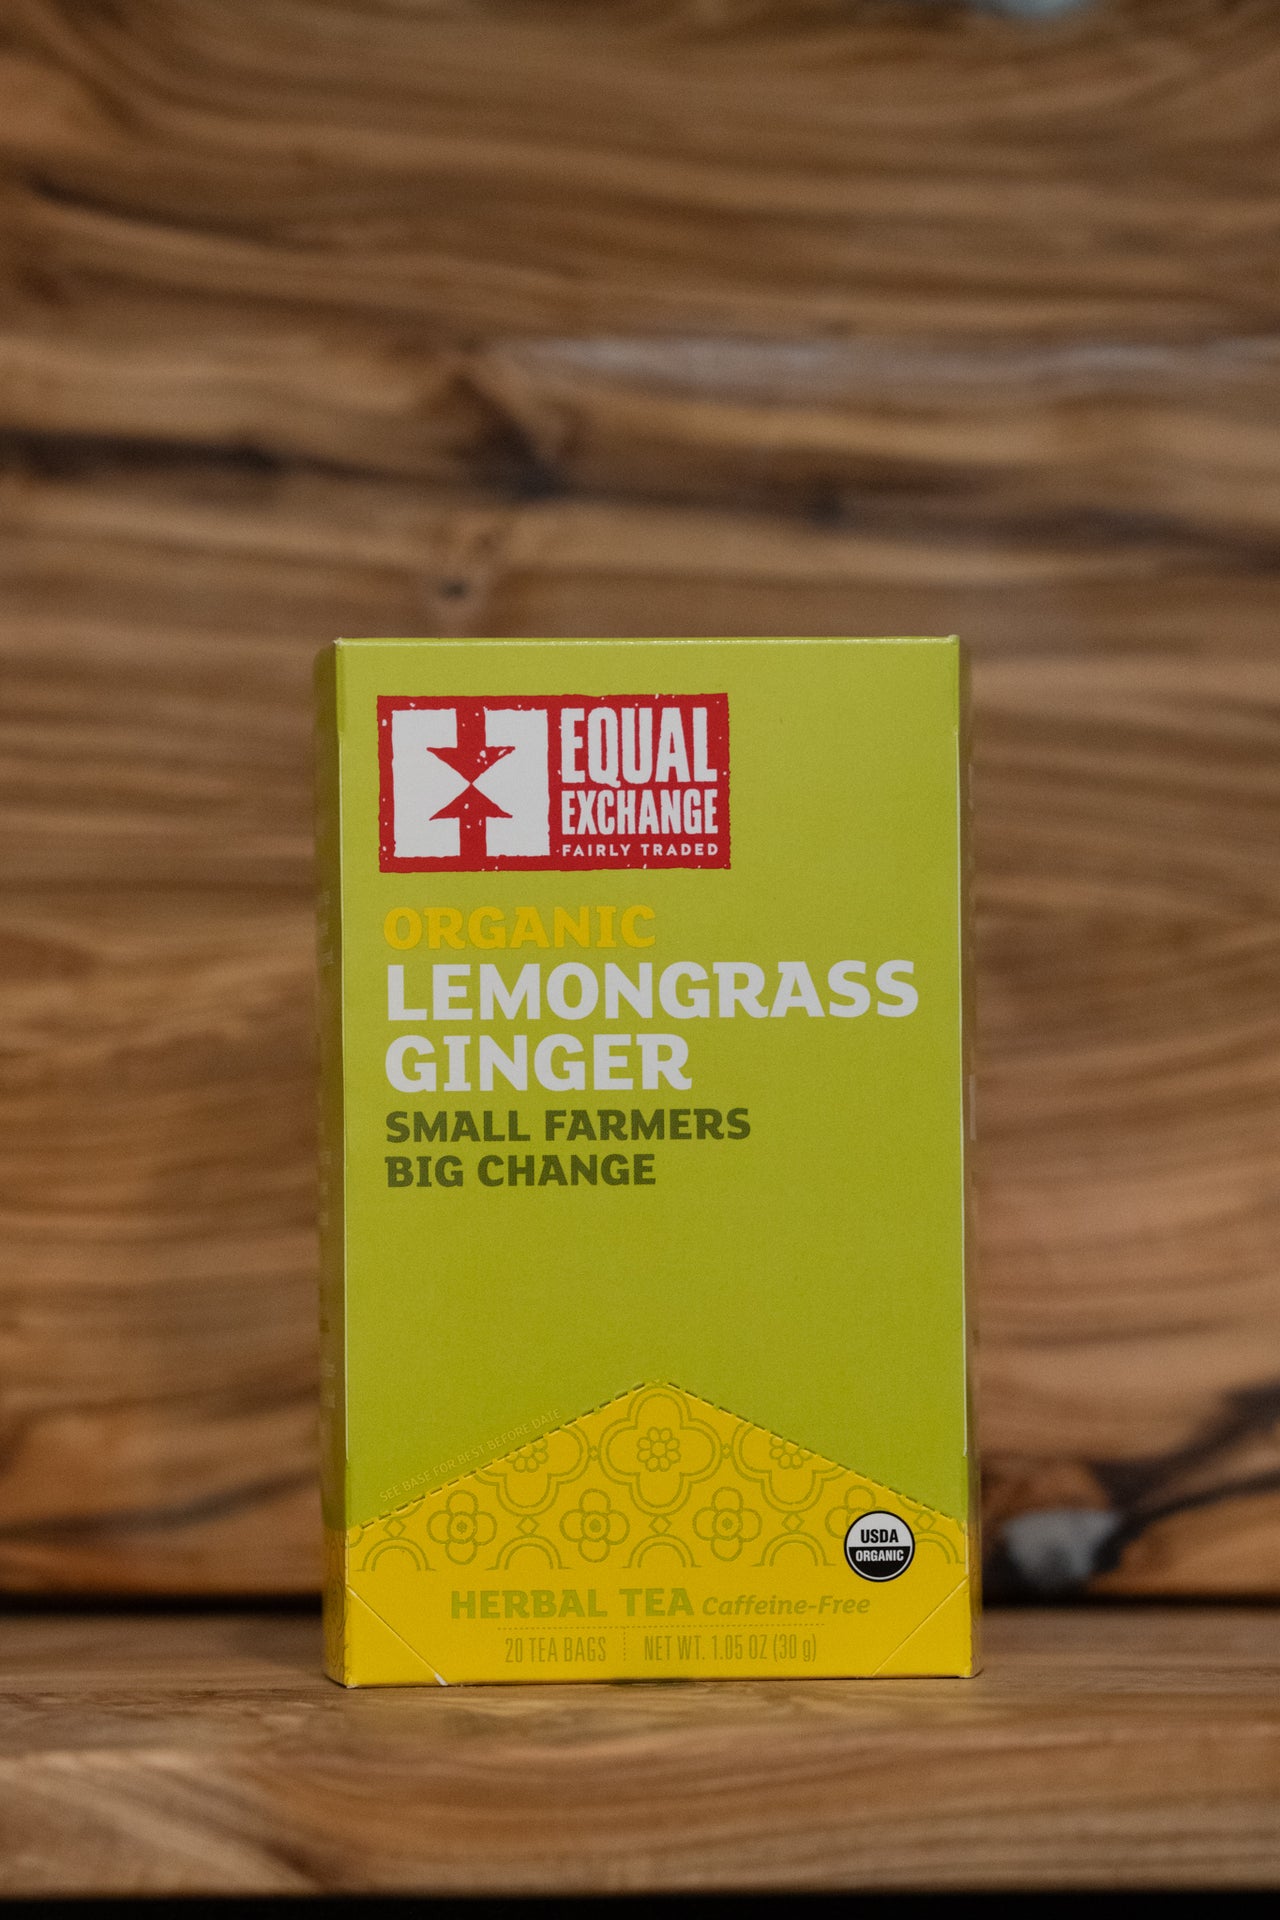 EQUAL
EXCHANGE
FAIRLY TRADED
ORGANIC
LEMONGRASS
GINGER
SMALL FARMERS
BIG CHANGE
SEE BASE FOR BEST BEFORE DATE
USDA
ORGANIC
HERBAL TEA Caffeine-Free
20 TEA BAGS NET WT. 1.05 OZ (30 g)